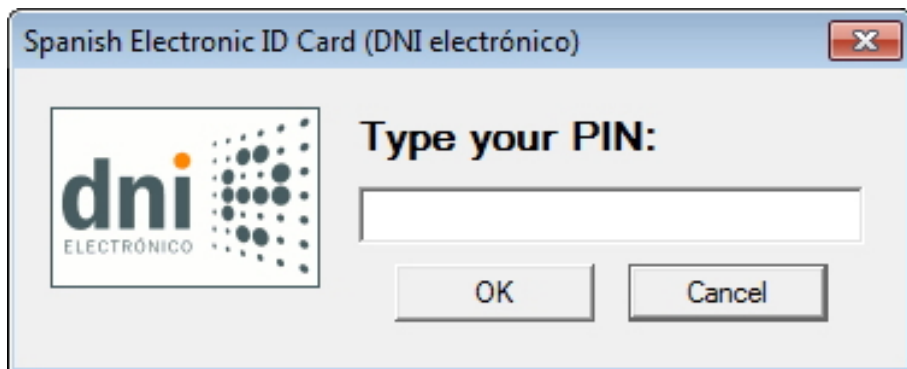 Spanish Electronic ID Card (DNI electrónico)
dni
ELECTRÓNICO
Type your PIN:
OK
Cancel